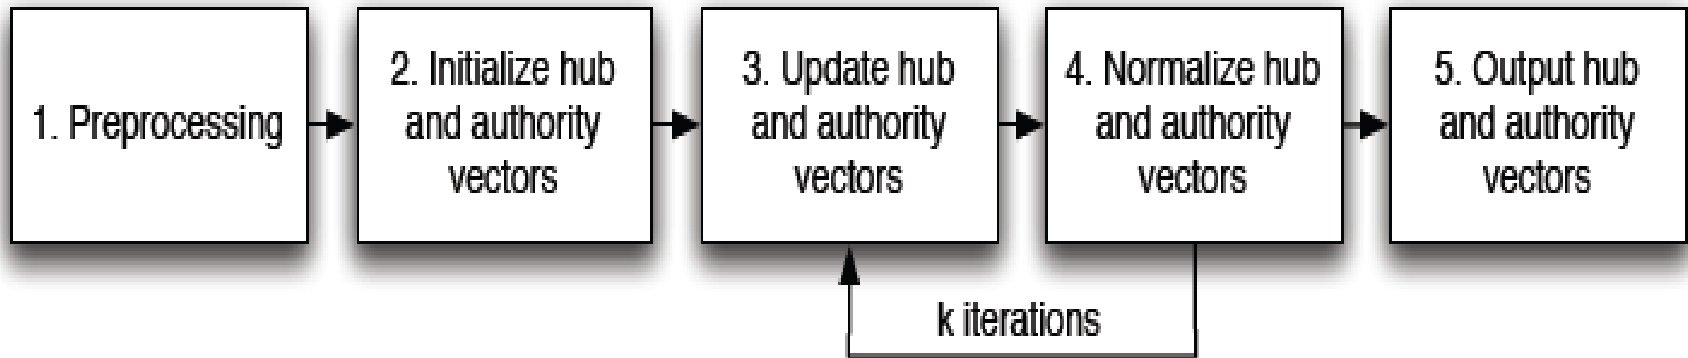 1. Preprocessing
2. Initialize hub
and authority
vectors
3. Update hub
and authority
vectors
4. Normalize hub
and authority
vectors
5. Output hub
and authority
vectors
k iterations